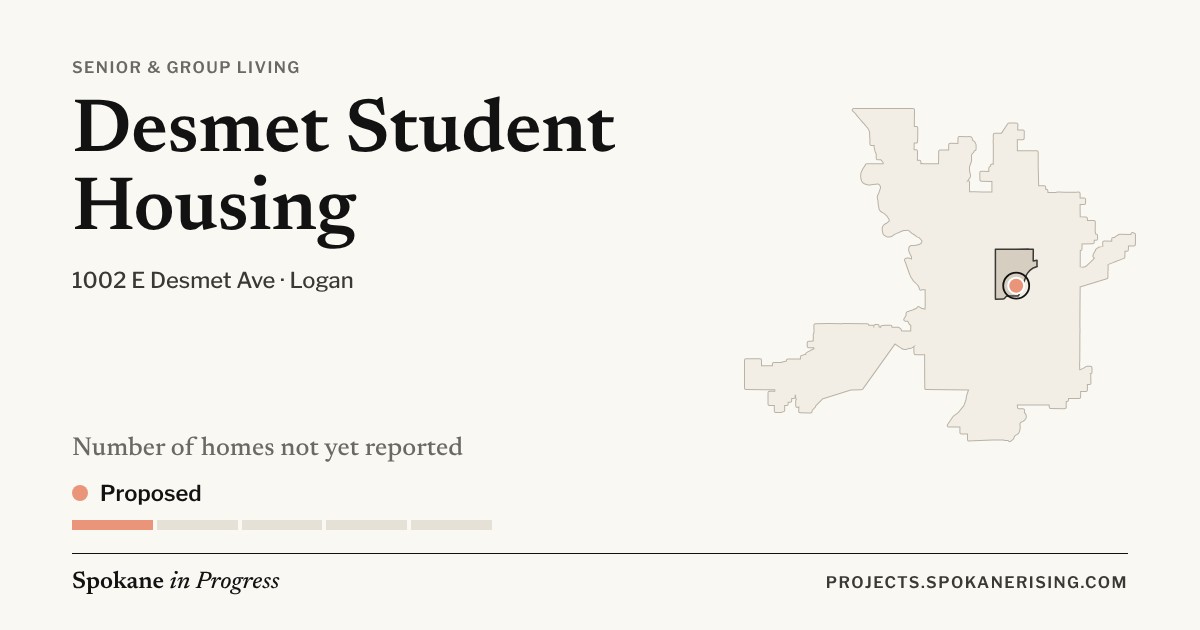 SENIOR & GROUP LIVING
Desmet Student
Housing
1002 E Desmet Ave · Logan
Number of homes not yet reported
Proposed
Spokane in Progress
PROJECTS.SPOKANERISING.COM